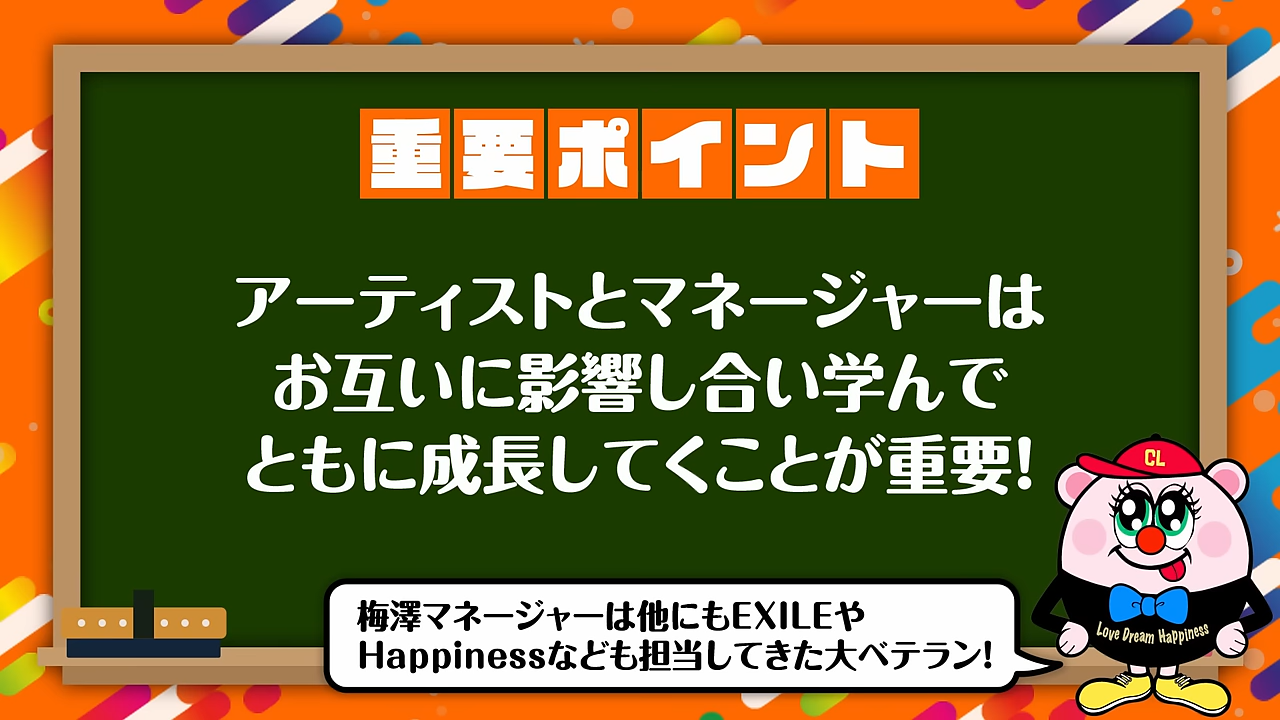 重要ポイント
アーティストとマネージャーは
お互いに影響し合い学んで
ともに成長してくことが重要!
梅澤マネージャーは他にもEXILEや
Happinessなども担当してきた大ベテラン!
CL
Love Dream Happiness